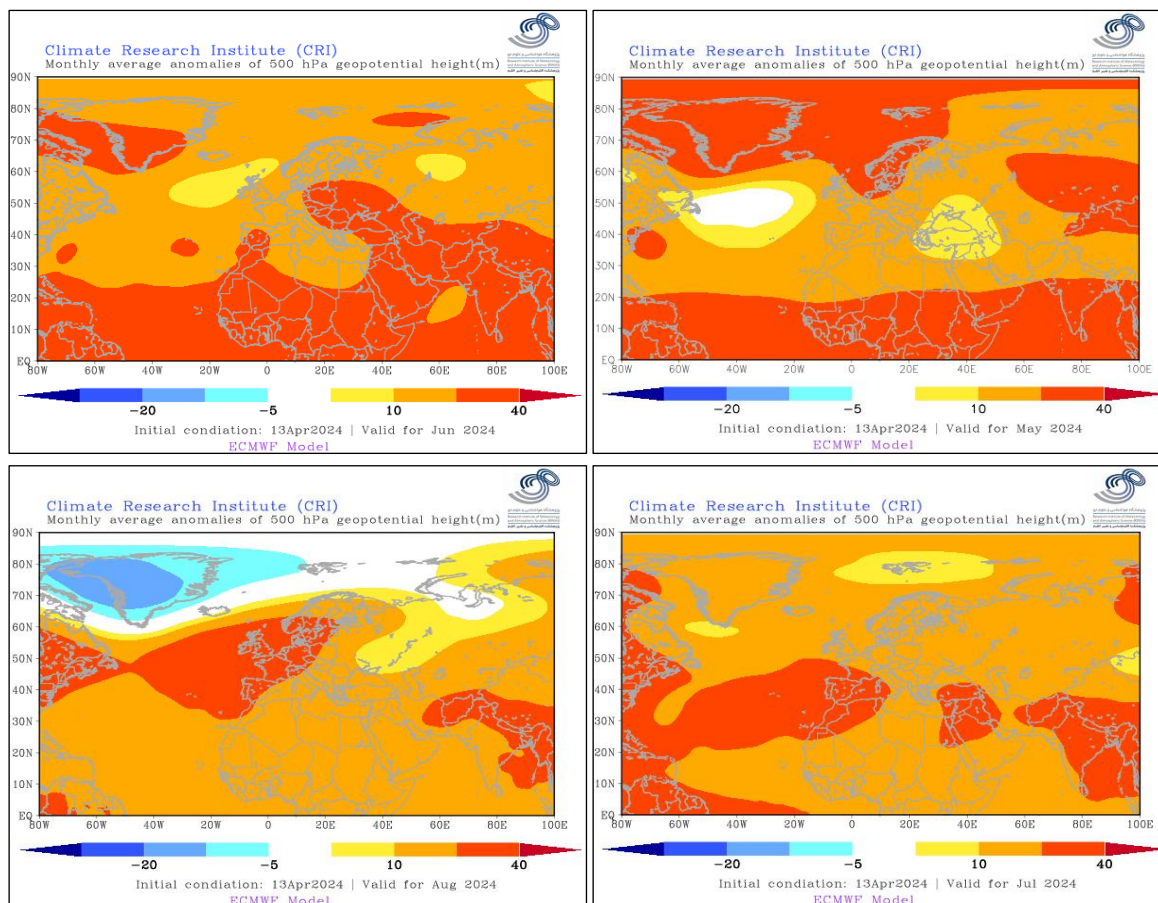 Climate Research Institute (CRI)
Monthly average anomalies of 500 hPa geopotential height(m)
90N
80N
70N
60N
50N
40N
30N
20N
10N
EQ
80W 60W 40W 20W 0 20E 40E 60E 80E 100E
-20 -5 10 40
Initial condiation: 13Apr2024 | Valid for Jun 2024
ECMWF Model
Climate Research Institute (CRI)
Monthly average anomalies of 500 hPa geopotential height(m)
90N
80N
70N
60N
50N
40N
30N
20N
10N
EQ
80W 60W 40W 20W 0 20E 40E 60E 80E 100E
-20 -5 10 40
Initial condiation: 13Apr2024 | Valid for May 2024
ECMWF Model
Climate Research Institute (CRI)
Monthly average anomalies of 500 hPa geopotential height(m)
90N
80N
70N
60N
50N
40N
30N
20N
10N
EQ
80W 60W 40W 20W 0 20E 40E 60E 80E 100E
-20 -5 10 40
Initial condiation: 13Apr2024 | Valid for Aug 2024
ECMWF Model
Climate Research Institute (CRI)
Monthly average anomalies of 500 hPa geopotential height(m)
90N
80N
70N
60N
50N
40N
30N
20N
10N
EQ
80W 60W 40W 20W 0 20E 40E 60E 80E 100E
-20 -5 10 40
Initial condiation: 13Apr2024 | Valid for Jul 2024
ECMWF Model